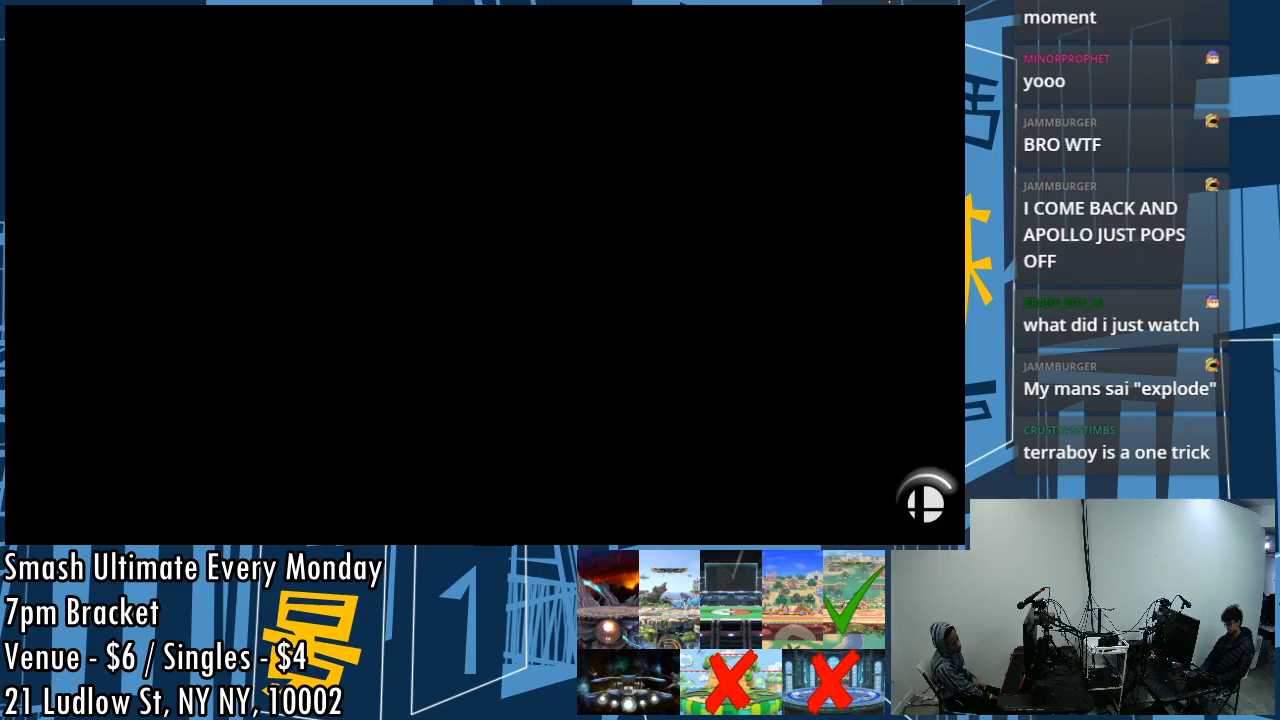 moment
MINORPROPHET
yooo
JAMMBURGER
BRO WTF
JAMMBURGER
I COME BACK AND
APOLLO JUST POPS
OFF
what did i just watch
JAMMBURGER
My mans sai "explode"
CRUSTYASSTIMBS
terraboy is a one trick
Smash Ultimate Every Monday
7pm Bracket
Venue - $6 / Singles - $4
21 Ludlow St, NY NY, 10002